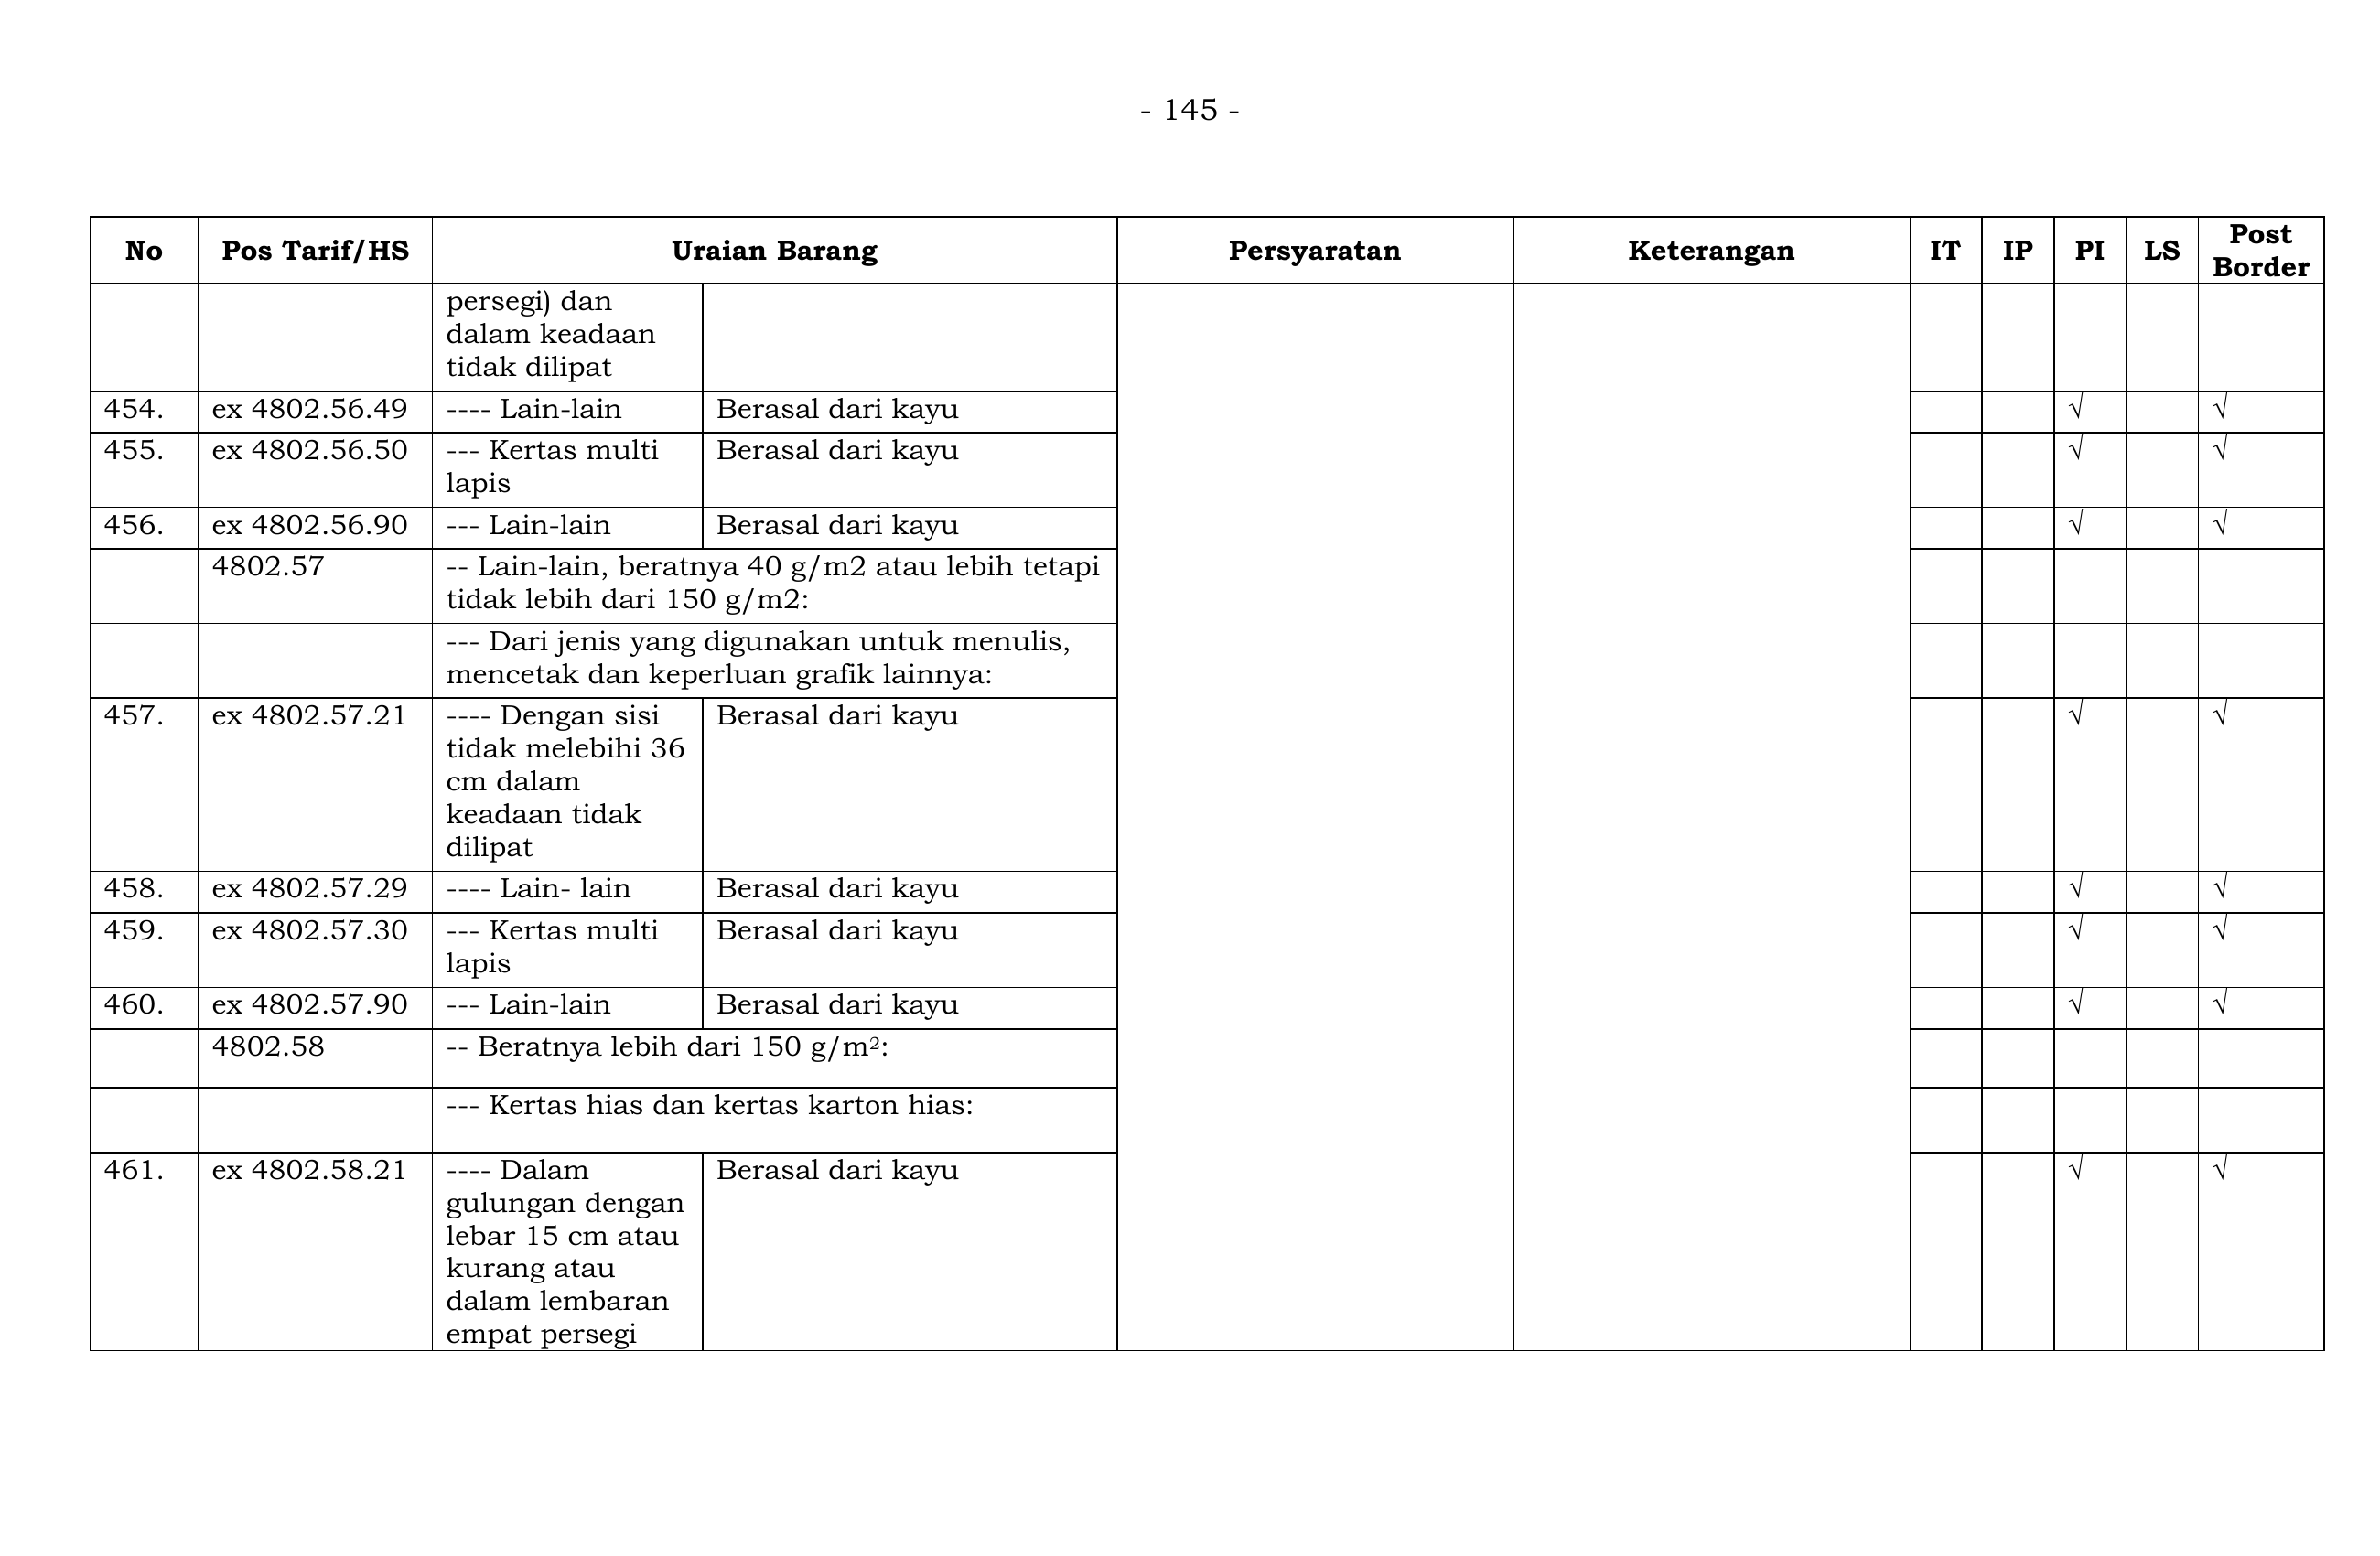 - 145 -
No Pos Tarif/HS Uraian Barang Persyaratan Keterangan IT IP PI LS Post Border
persegi) dan
dalam keadaan
tidak dilipat
454. ex 4802.56.49 ---- Lain-lain Berasal dari kayu √ √
455. ex 4802.56.50 --- Kertas multi Berasal dari kayu √ √
lapis
456. ex 4802.56.90 --- Lain-lain Berasal dari kayu √ √
4802.57 -- Lain-lain, beratnya 40 g/m2 atau lebih tetapi
tidak lebih dari 150 g/m2:
--- Dari jenis yang digunakan untuk menulis,
mencetak dan keperluan grafik lainnya:
457. ex 4802.57.21 ---- Dengan sisi Berasal dari kayu √ √
tidak melebihi 36
cm dalam
keadaan tidak
dilipat
458. ex 4802.57.29 ---- Lain- lain Berasal dari kayu √ √
459. ex 4802.57.30 --- Kertas multi Berasal dari kayu √ √
lapis
460. ex 4802.57.90 --- Lain-lain Berasal dari kayu √ √
4802.58 -- Beratnya lebih dari 150 g/m²:
--- Kertas hias dan kertas karton hias:
461. ex 4802.58.21 ---- Dalam Berasal dari kayu √ √
gulungan dengan
lebar 15 cm atau
kurang atau
dalam lembaran
empat persegi